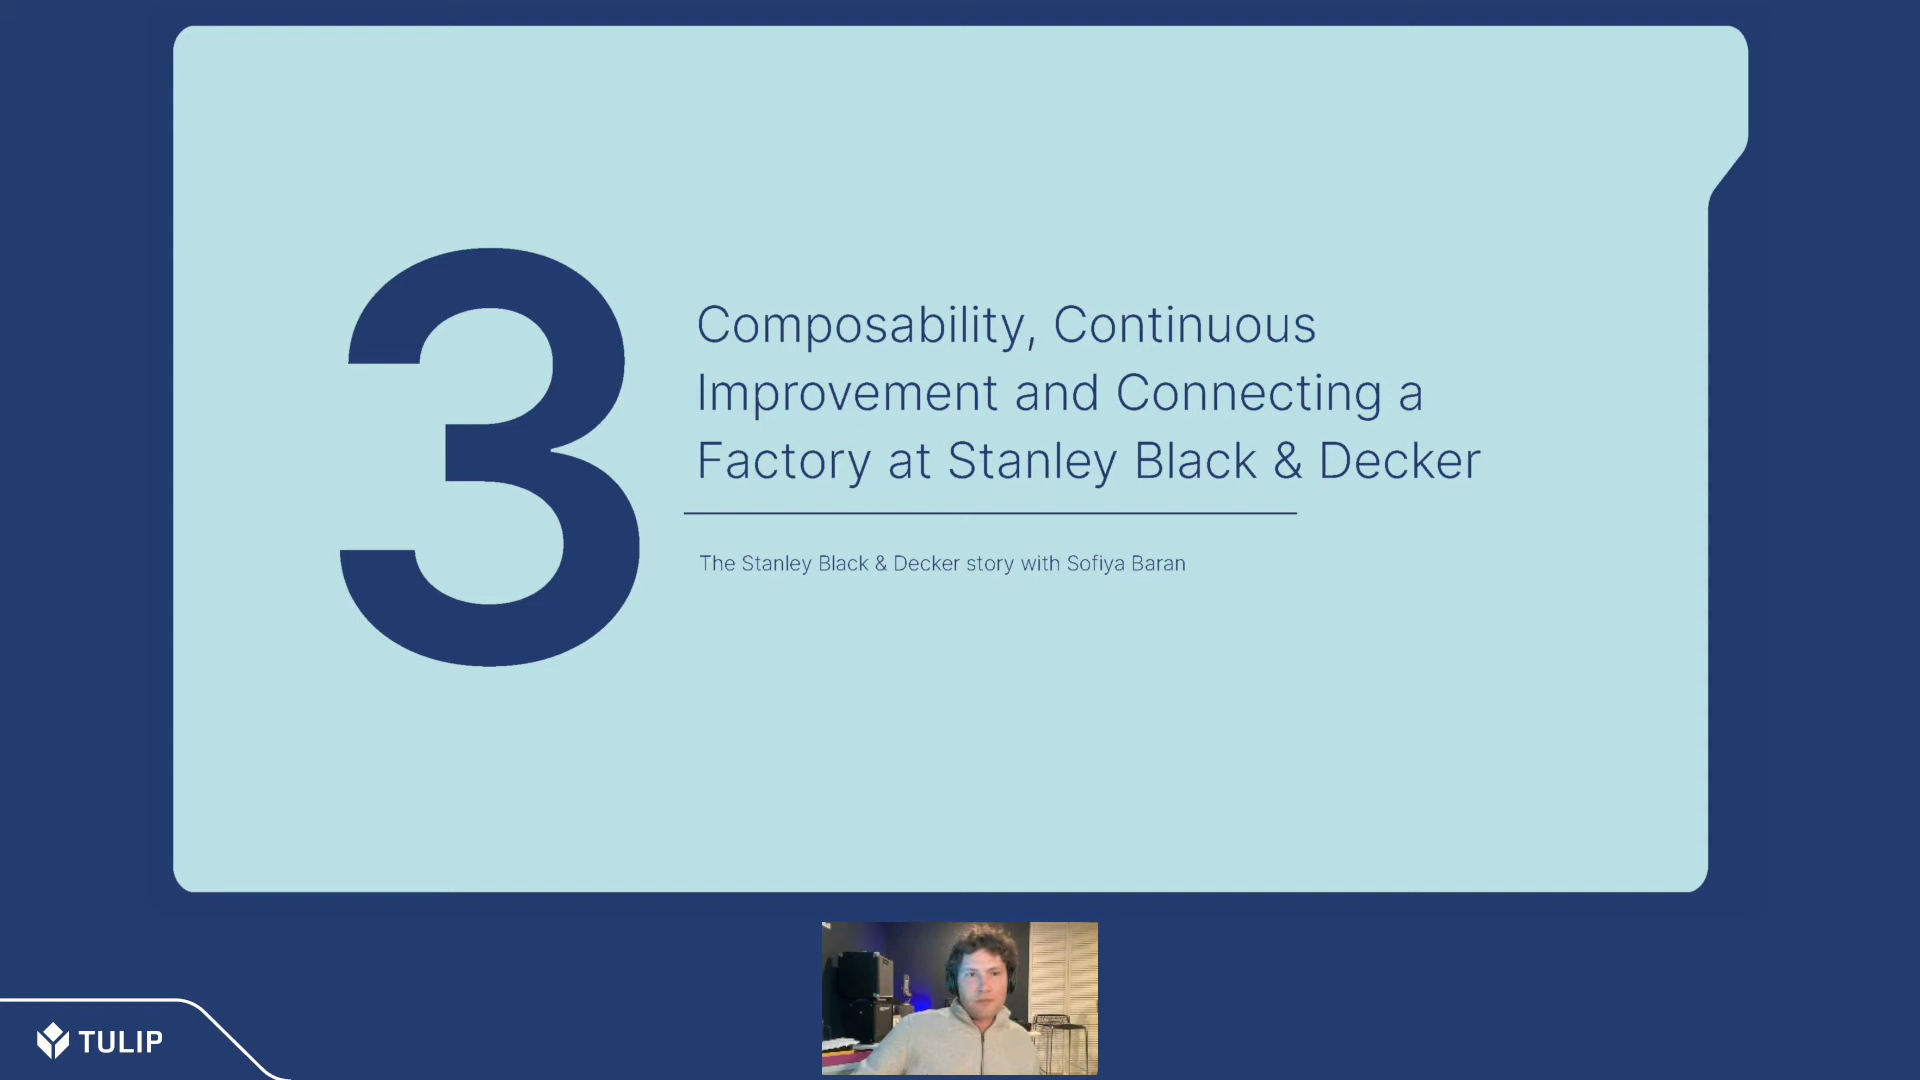 3
Composability, Continuous
Improvement and Connecting a
Factory at Stanley Black & Decker
The Stanley Black & Decker story with Sofiya Baran
TULIP